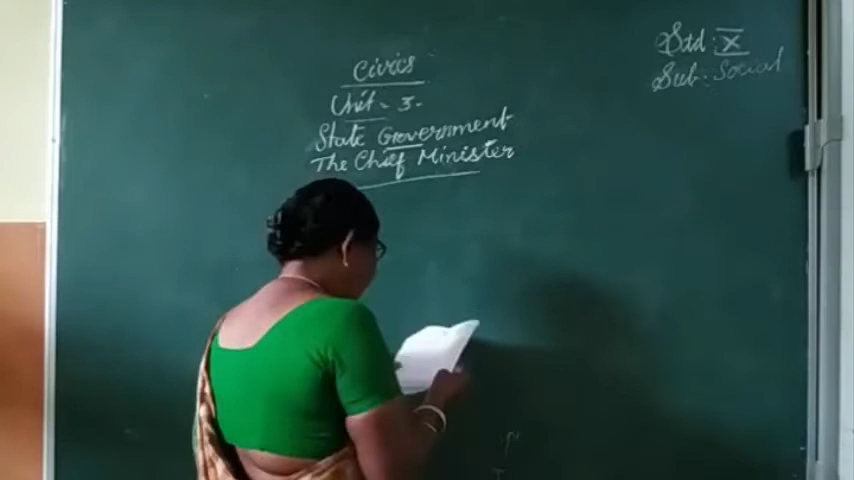 Civics
Unit - 3-
State Government
The Chief Minister
Std : X
Sub : Social